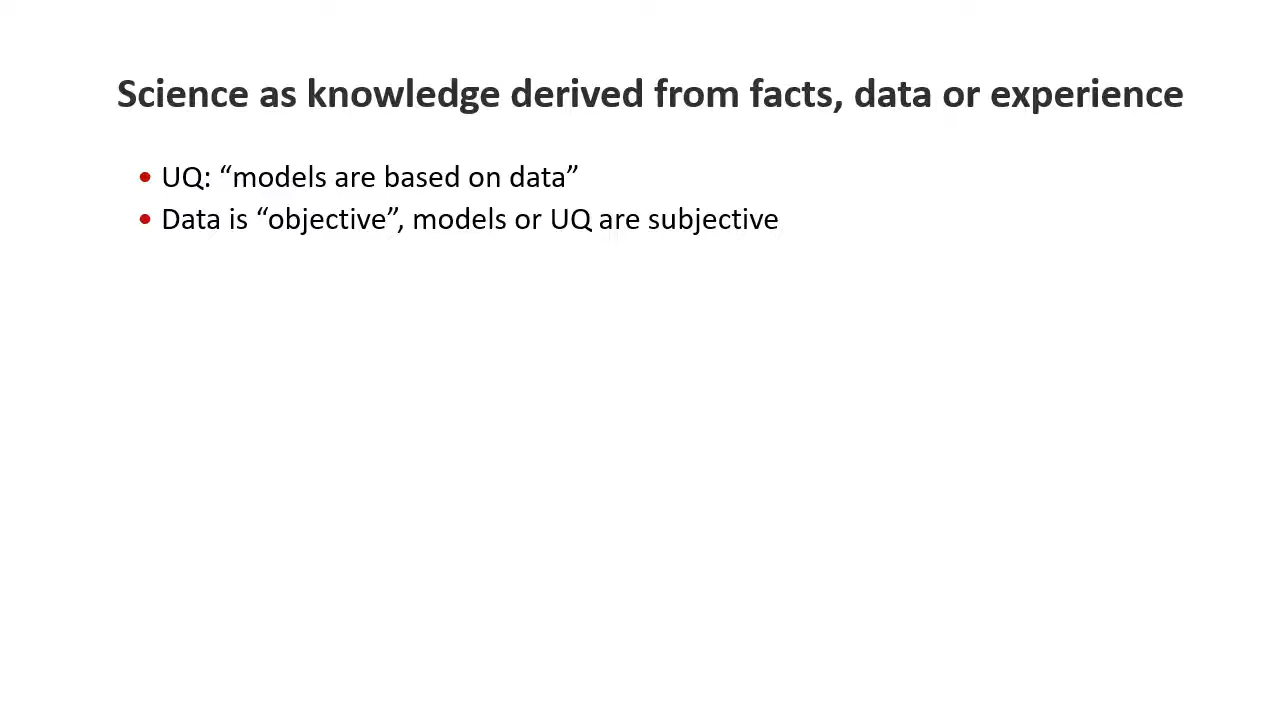 Science as knowledge derived from facts, data or experience
• UQ: “models are based on data”
• Data is “objective”, models or UQ are subjective